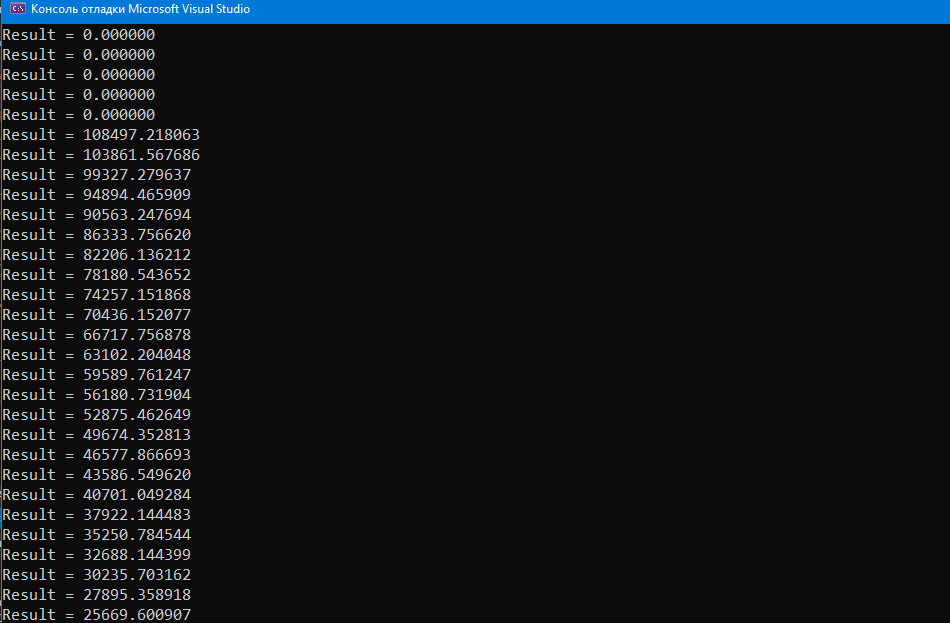 Консоль отладки Microsoft Visual Studio
Result = 0.000000
Result = 0.000000
Result = 0.000000
Result = 0.000000
Result = 0.000000
Result = 108497.218063
Result = 103861.567686
Result = 99327.279637
Result = 94894.465909
Result = 90563.247694
Result = 86333.756620
Result = 82206.136212
Result = 78180.543652
Result = 74257.151868
Result = 70436.152077
Result = 66717.756878
Result = 63102.204048
Result = 59589.761247
Result = 56180.731904
Result = 52875.462649
Result = 49674.352813
Result = 46577.866693
Result = 43586.549620
Result = 40701.049284
Result = 37922.144483
Result = 35250.784544
Result = 32688.144399
Result = 30235.703162
Result = 27895.358918
Result = 25669.600907